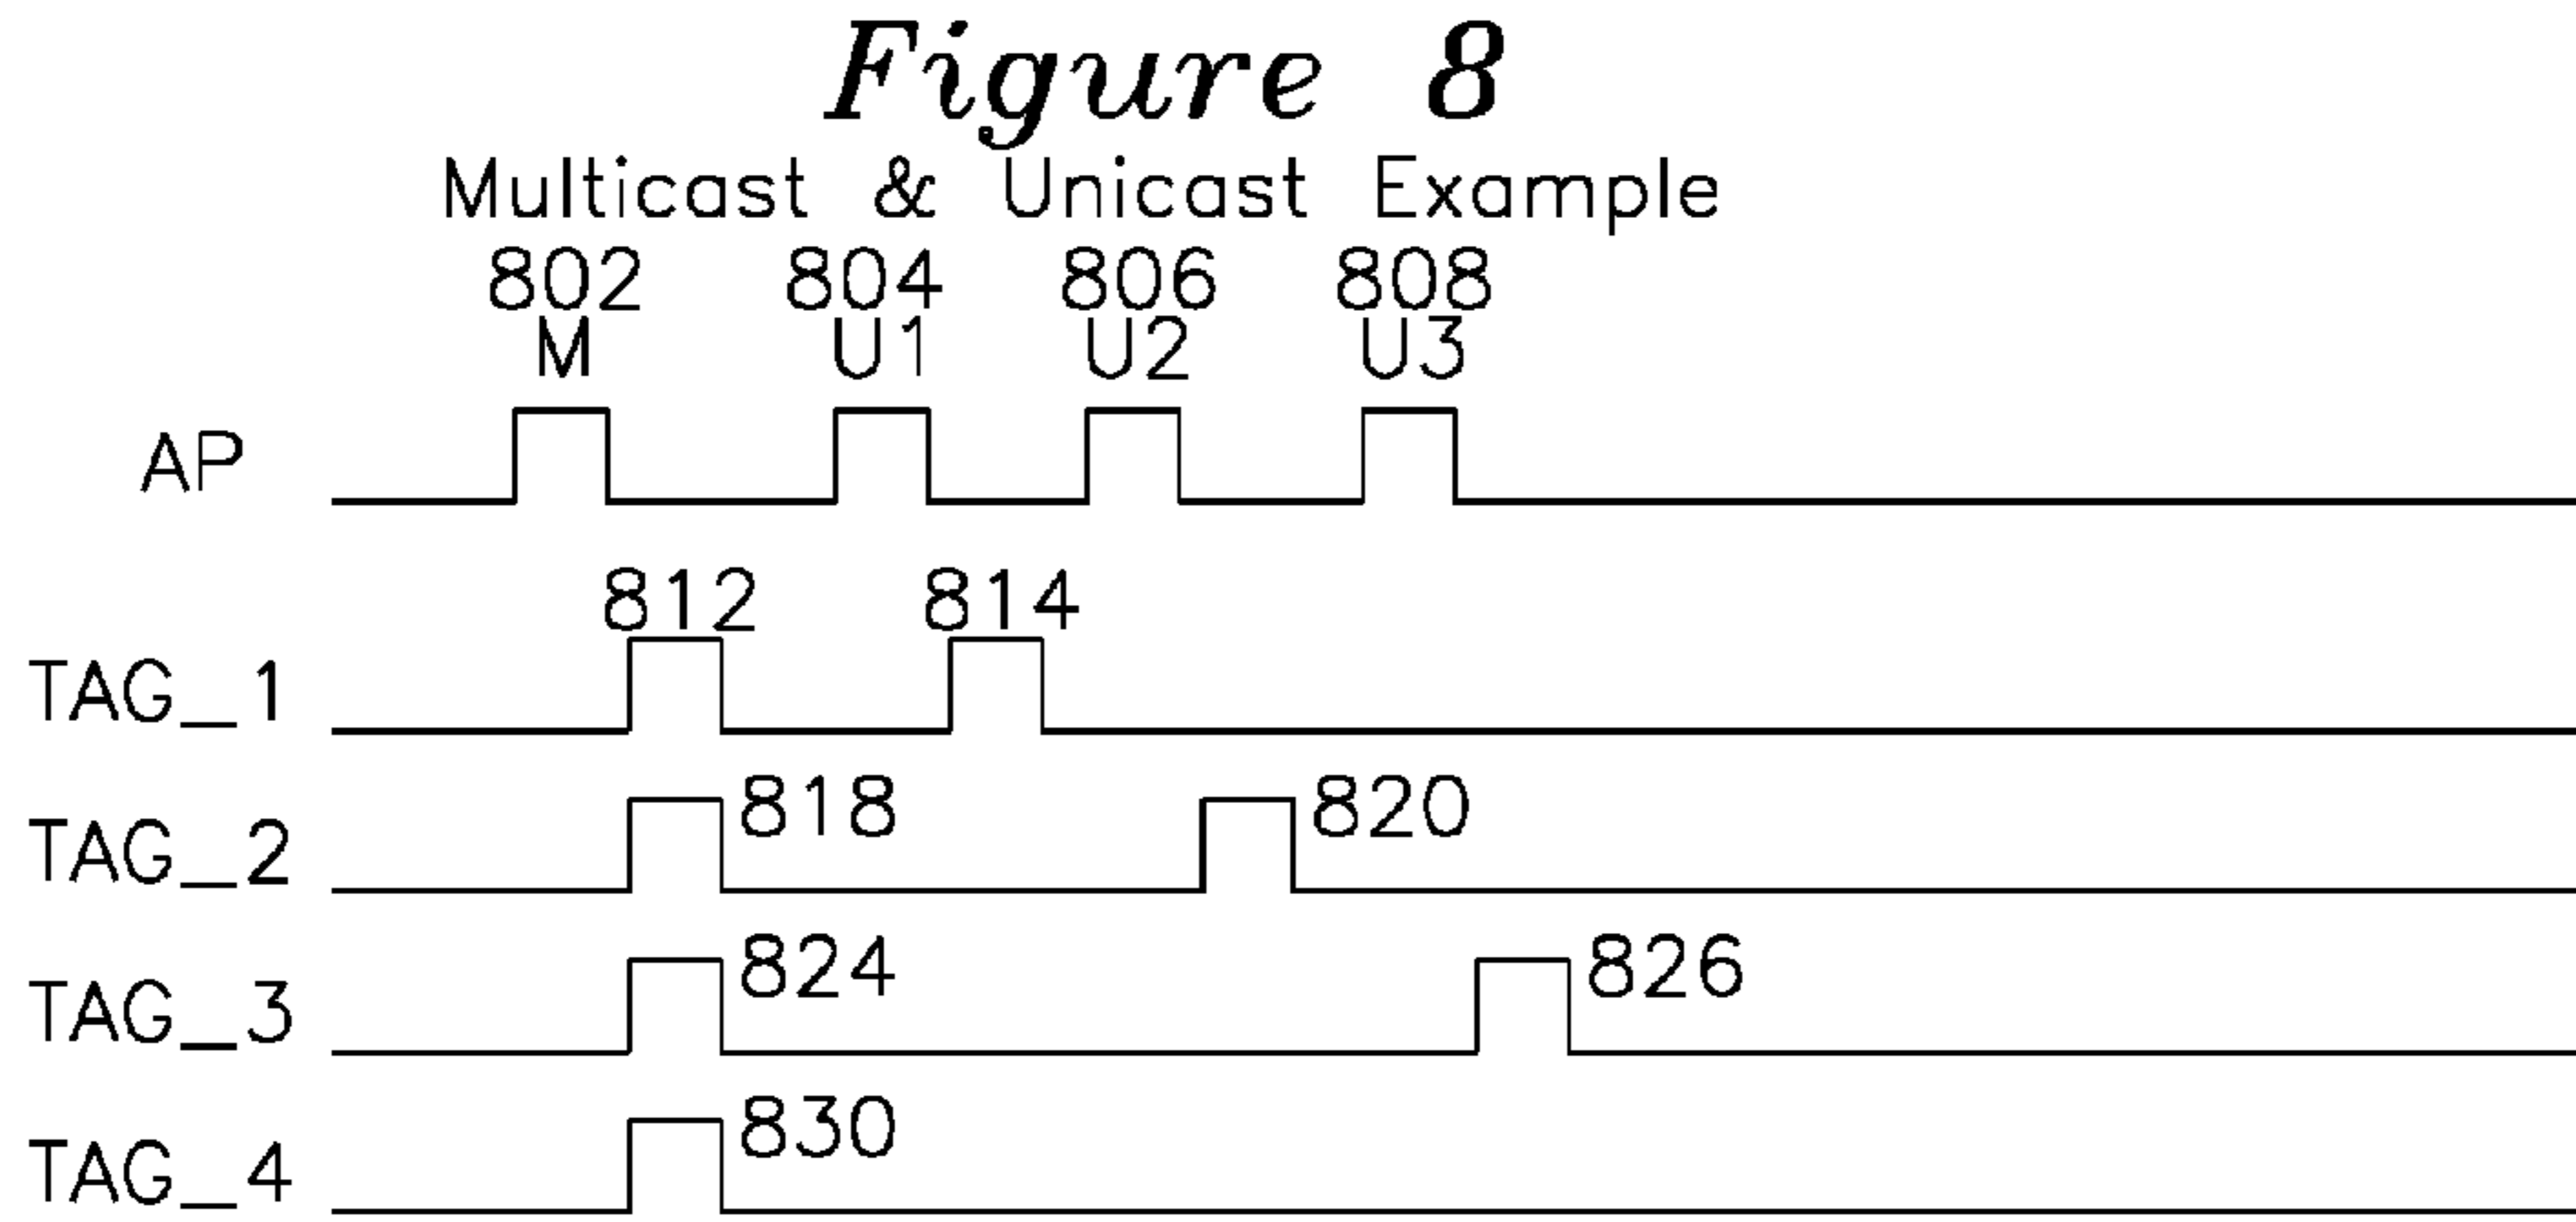 Figure 8
Multicast & Unicast Example
802 804 806 808
M U1 U2 U3
AP
812 814
TAG_1
818 820
TAG_2
824 826
TAG_3
830
TAG_4